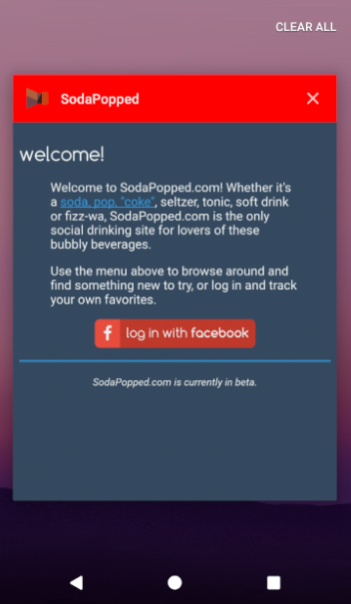 CLEAR ALL
SodaPopped
welcome!
Welcome to SodaPopped.com! Whether it's
a soda, pop, "coke", seltzer, tonic, soft drink
or fizz-wa, SodaPopped.com is the only
social drinking site for lovers of these
bubbly beverages.
Use the menu above to browse around and
find something new to try, or log in and track
your own favorites.
f log in with facebook
SodaPopped.com is currently in beta.